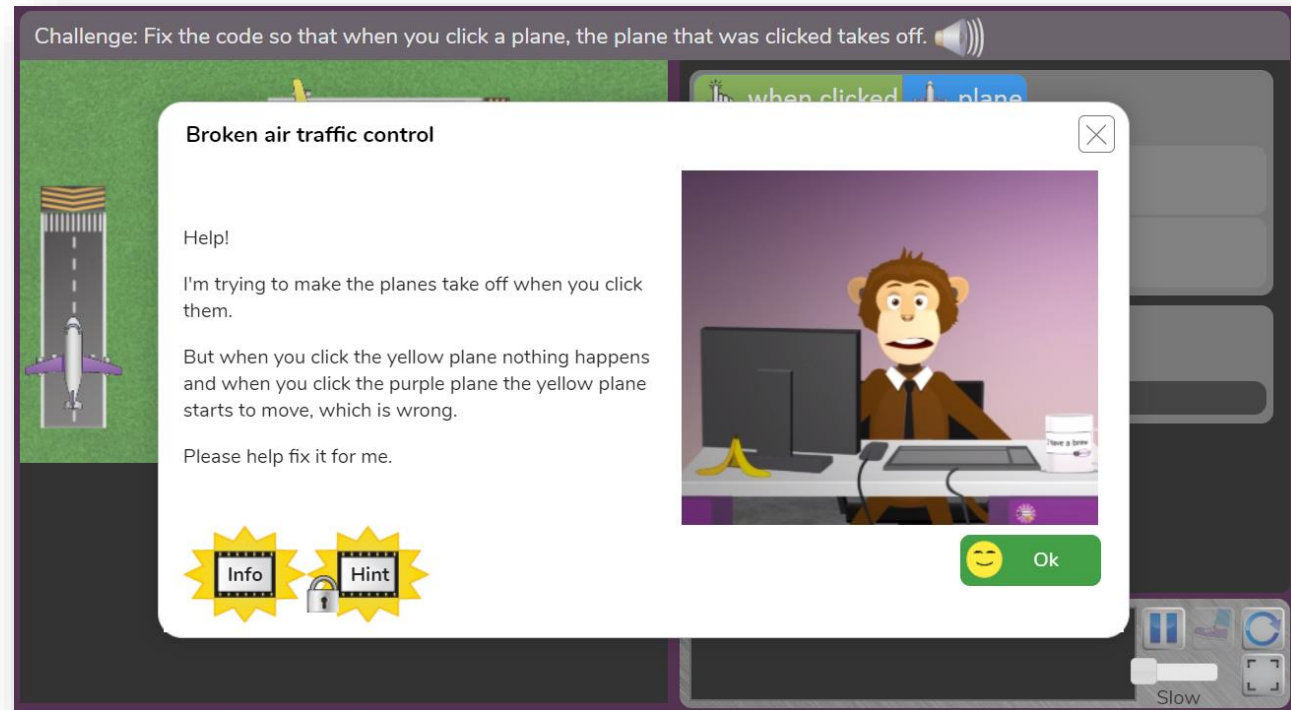 Challenge: Fix the code so that when you click a plane, the plane that was clicked takes off.
when clicked plane
Broken air traffic control
Help!
I'm trying to make the planes take off when you click
them.
But when you click the yellow plane nothing happens
and when you click the purple plane the yellow plane
starts to move, which is wrong.
Please help fix it for me.
Have a brew
Info
Hint
Ok
Slow